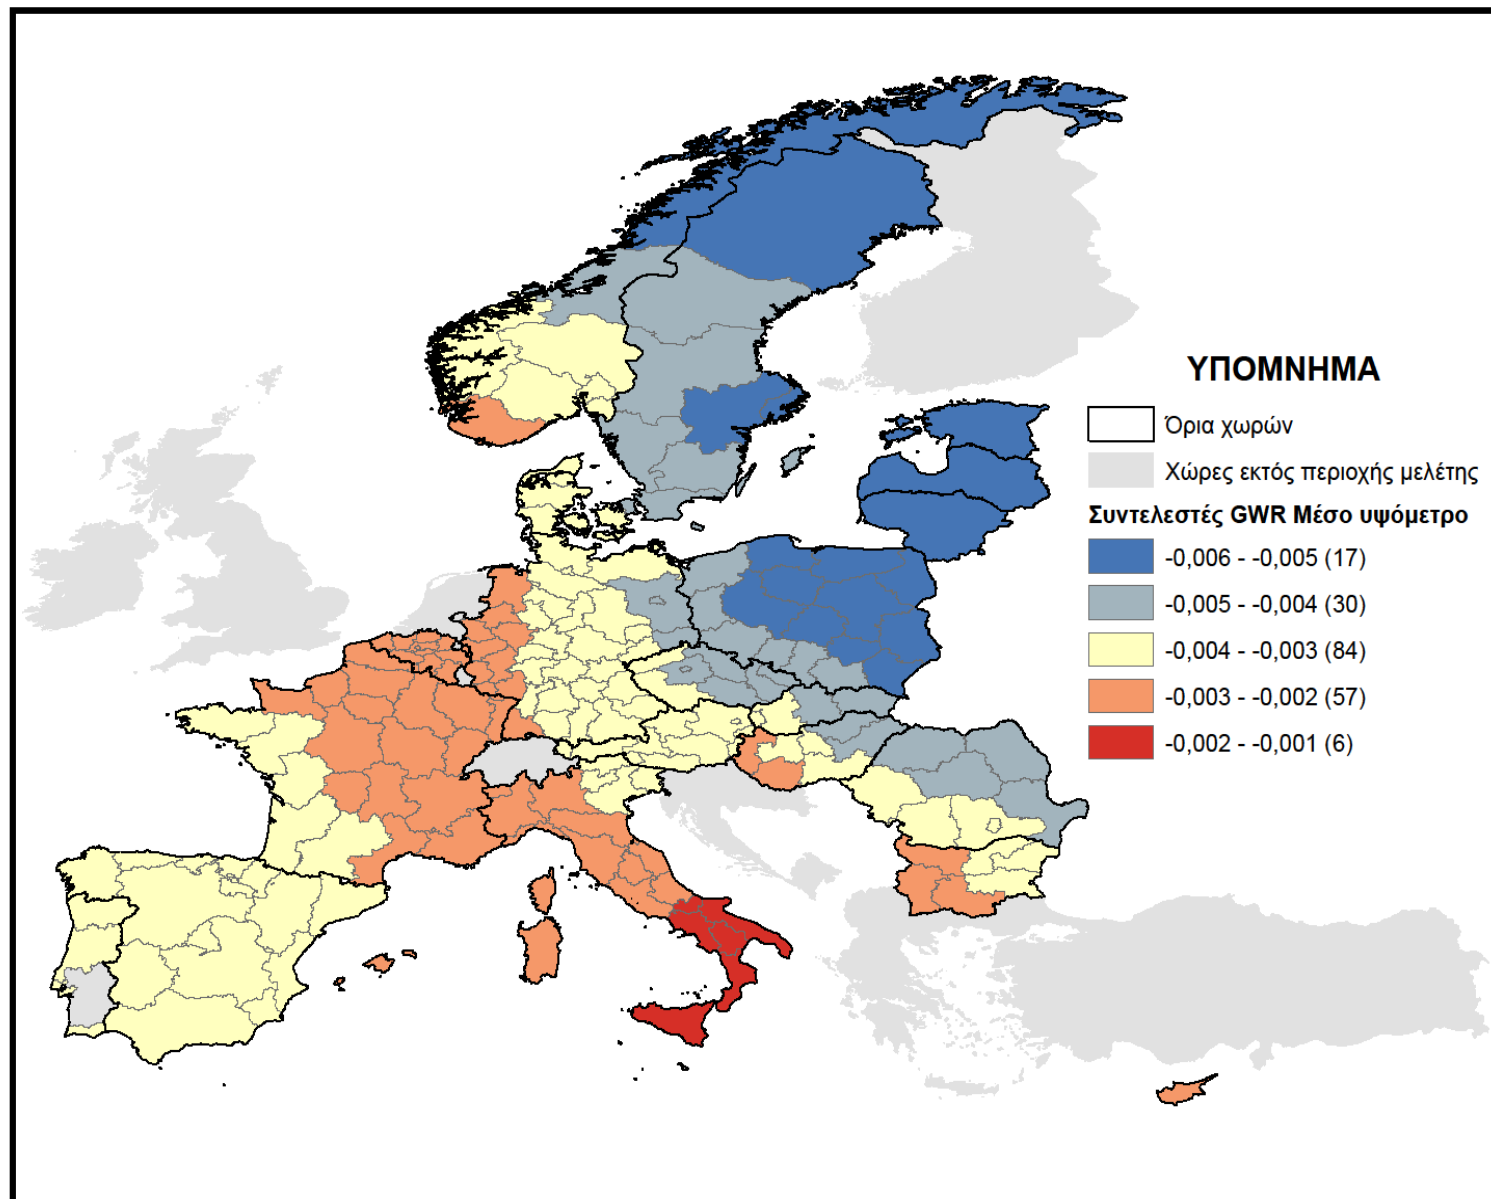 ΥΠΟΜΝΗΜΑ
Όρια χωρών
Χώρες εκτός περιοχής μελέτης
Συντελεστές GWR Μέσο υψόμετρο
-0,006 - -0,005 (17)
-0,005 - -0,004 (30)
-0,004 - -0,003 (84)
-0,003 - -0,002 (57)
-0,002 - -0,001 (6)